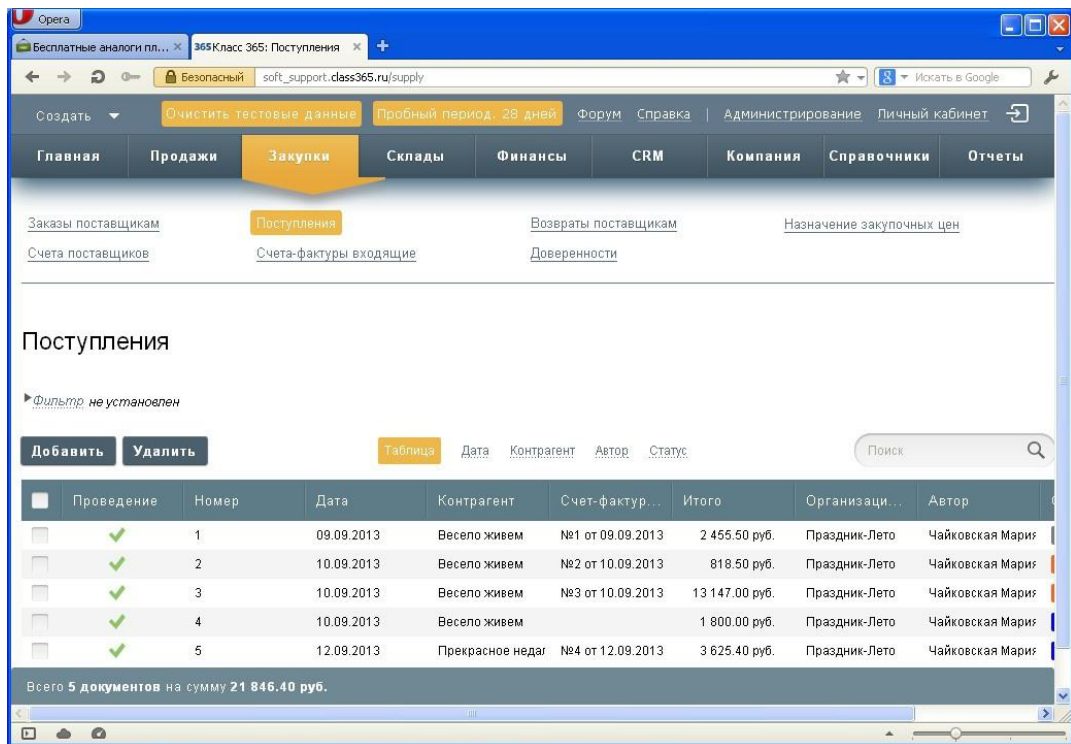 Opera
Бесплатные аналоги пл... 365 Класс 365: Поступления
Безопасный soft_support.class365.ru/supply 8 Искать в Google
Создать Очистить тестовые данные Пробный период. 28 дней Форум Справка | Администрирование Личный кабинет
Главная Продажи Закупки Склады Финансы CRM Компания Справочники Отчеты
Заказы поставщикам Поступления Возвраты поставщикам Назначение закупочных цен
Счета поставщиков Счета-фактуры входящие Доверенности
Поступления
Фильтр не установлен
Добавить Удалить Таблица Дата Контрагент Автор Статус Поиск
Проведение Номер Дата Контрагент Счет-фактур... Итого Организаци... Автор
1 09.09.2013 Весело живем №1 от 09.09.2013 2 455.50 руб. Праздник-Лето Чайковская Мария
2 10.09.2013 Весело живем №2 от 10.09.2013 818.50 руб. Праздник-Лето Чайковская Мария
3 10.09.2013 Весело живем №3 от 10.09.2013 13 147.00 руб. Праздник-Лето Чайковская Мария
4 10.09.2013 Весело живем 1 800.00 руб. Праздник-Лето Чайковская Мария
5 12.09.2013 Прекрасное недал №4 от 12.09.2013 3 625.40 руб. Праздник-Лето Чайковская Мария
Всего 5 документов на сумму 21 846.40 руб.